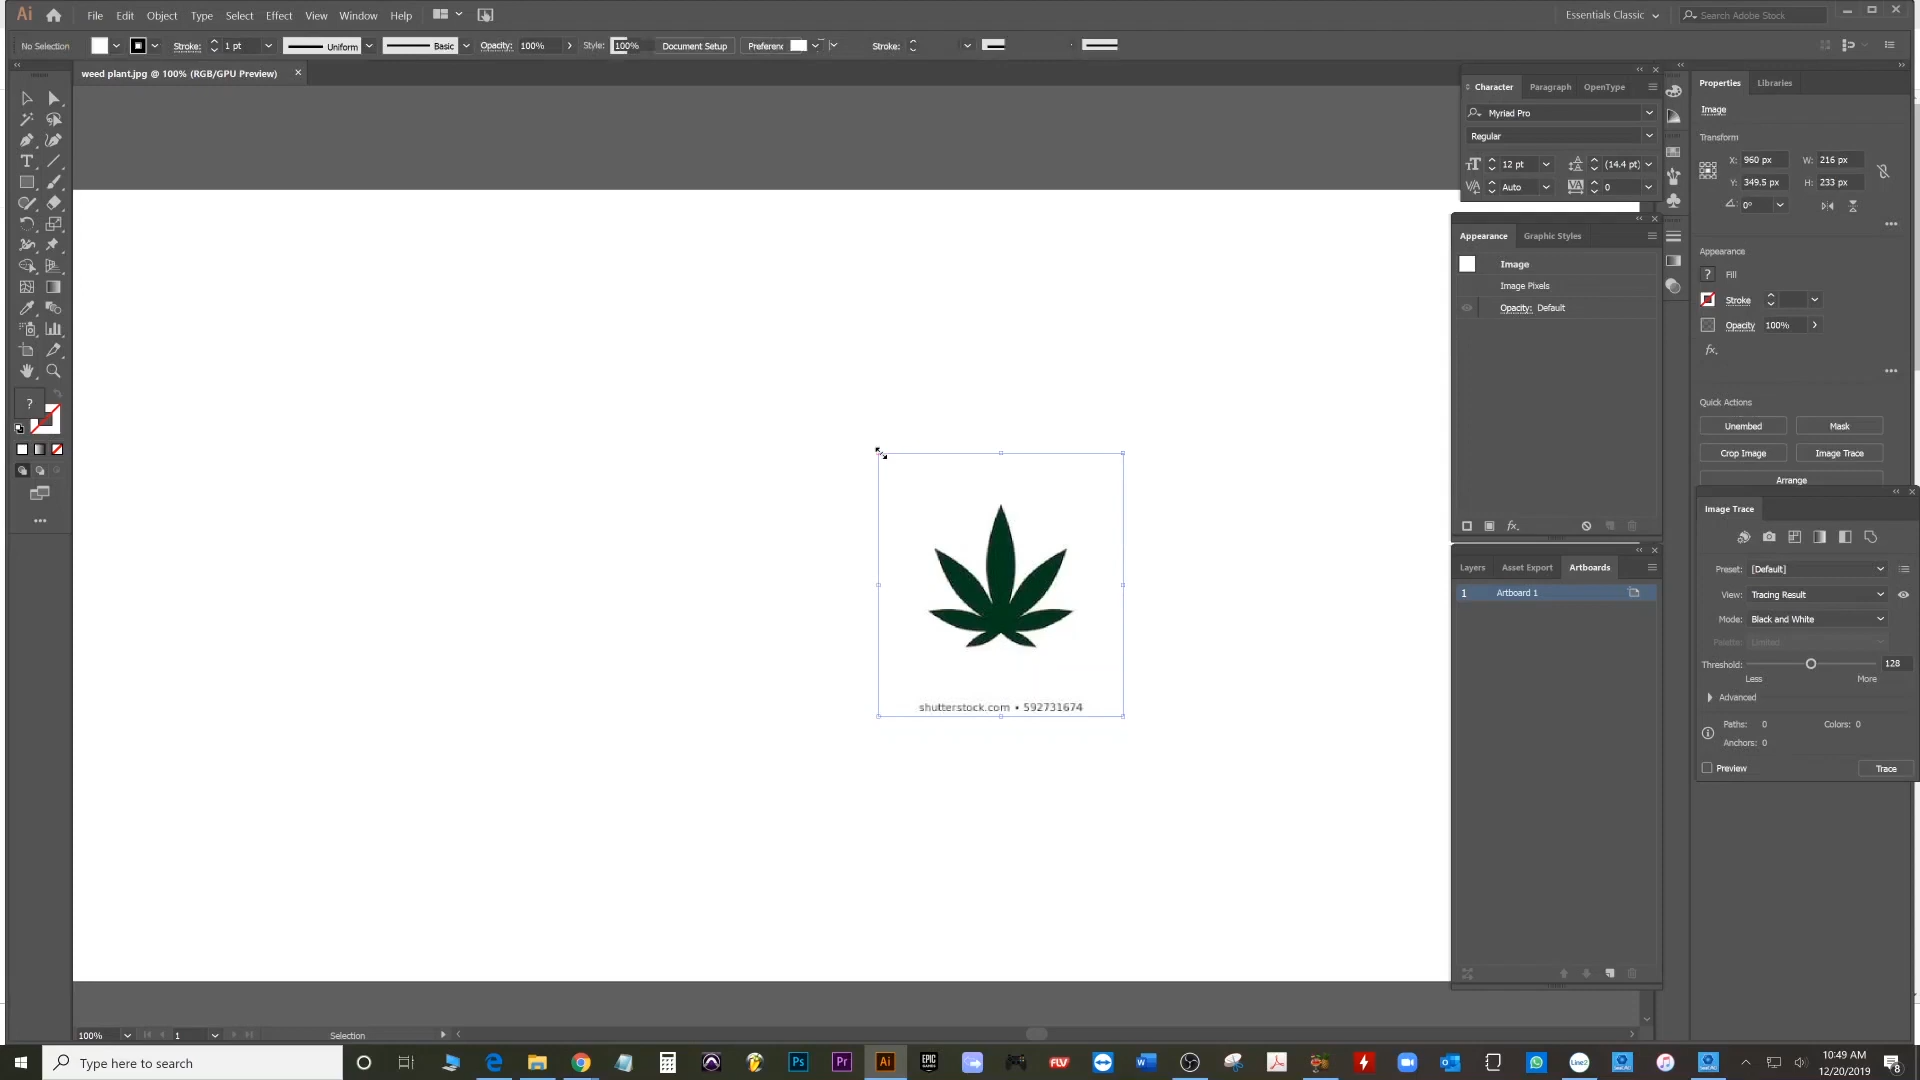 Ai File Edit Object Type Select Effect View Window Help Essentials Classic Search Adobe Stock
No Selection Stroke: 1 pt Uniform Basic Opacity: 100% Style: 100% Document Setup Preferenc Stroke:
weed plant.jpg @ 100% (RGB/GPU Preview)
Character Paragraph OpenType
Myriad Pro
Regular
12 pt (14.4 pt)
Auto 0
Appearance Graphic Styles
Image
Image Pixels
Opacity: Default
Layers Asset Export Artboards
1 Artboard 1
Properties Libraries
Image
Transform
X: 960 px W: 216 px
Y: 349.5 px H: 233 px
0°
Appearance
? Fill
Stroke
Opacity 100%
fx.
Quick Actions
Unembed Mask
Crop Image Image Trace
Arrange
Image Trace
Preset: [Default]
View: Tracing Result
Mode: Black and White
Palette: Limited
Threshold: 128
Less More
Advanced
Paths: 0 Colors: 0
Anchors: 0
Preview Trace
shutterstock.com • 592731674
100% 1 Selection
Type here to search
10:49 AM
12/20/2019